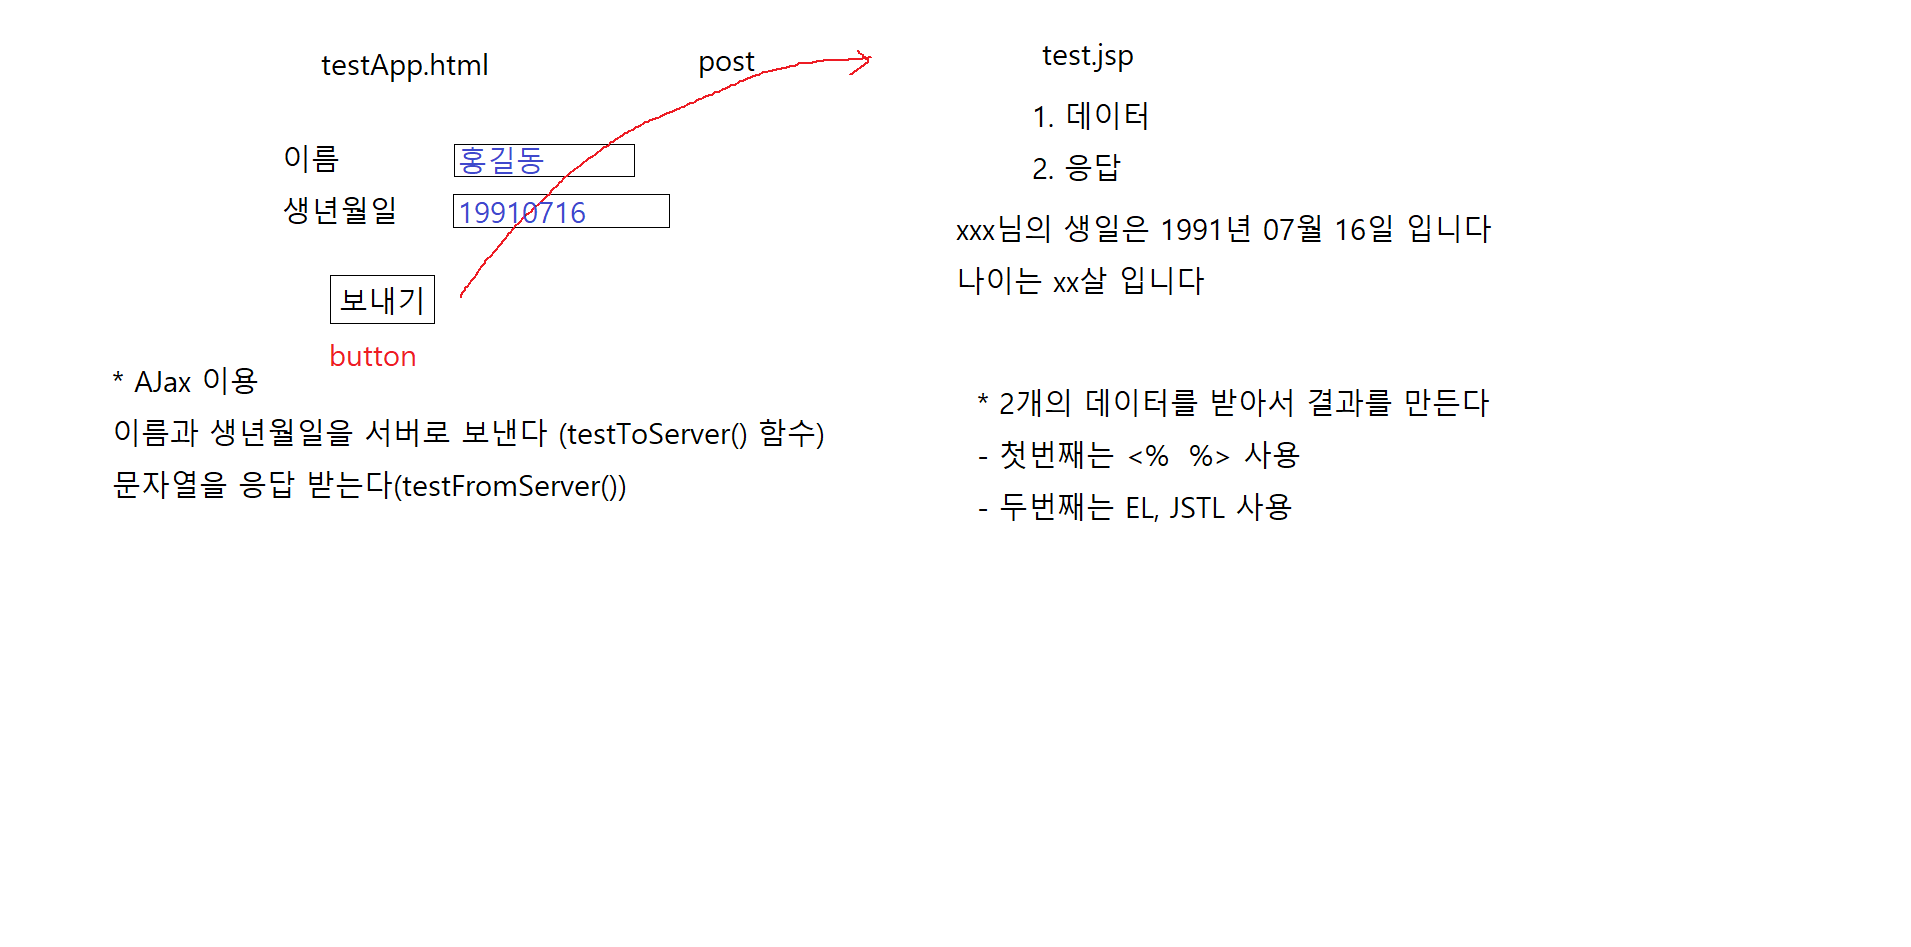 testApp.html
post
이름
홍길동
생년월일
19910716
보내기
button
* AJax 이용
이름과 생년월일을 서버로 보낸다 (testToServer() 함수)
문자열을 응답 받는다(testFromServer())
test.jsp
1. 데이터
2. 응답
xxx님의 생일은 1991년 07월 16일 입니다
나이는 xx살 입니다
* 2개의 데이터를 받아서 결과를 만든다
- 첫번째는 <%  %> 사용
- 두번째는 EL, JSTL 사용